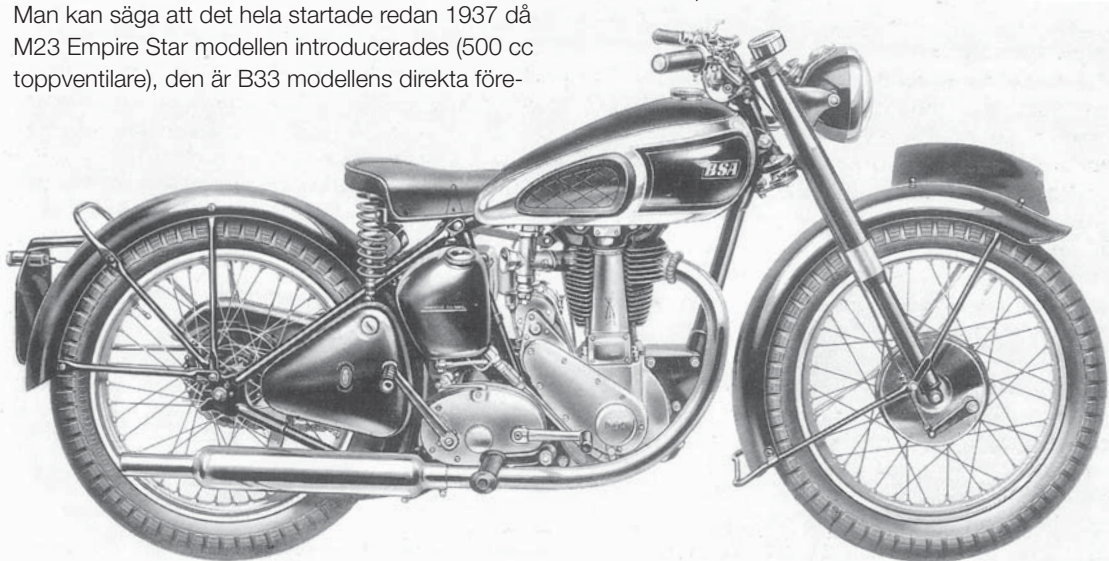 Man kan säga att det hela startade redan 1937 då
M23 Empire Star modellen introducerades (500 cc
toppventilare), den är B33 modellens direkta före-
BSA